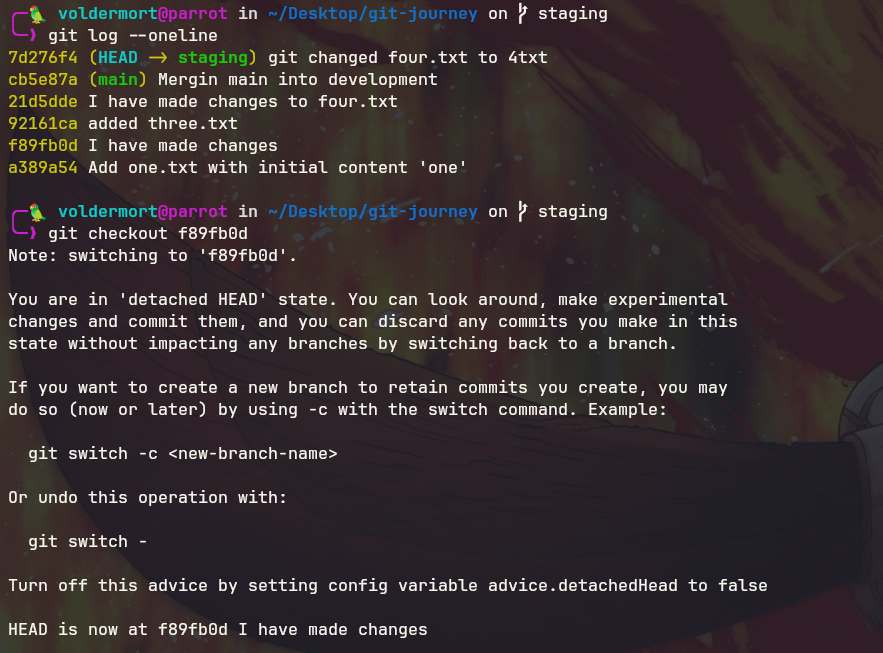 voldermort@parrot in ~/Desktop/git-journey on staging
git log --oneline
7d276f4 (HEAD -> staging) git changed four.txt to 4txt
cb5e87a (main) Mergin main into development
21d5dde I have made changes to four.txt
92161ca added three.txt
f89fb0d I have made changes
a389a54 Add one.txt with initial content 'one'
voldermort@parrot in ~/Desktop/git-journey on staging
git checkout f89fb0d
Note: switching to 'f89fb0d'.
You are in 'detached HEAD' state. You can look around, make experimental
changes and commit them, and you can discard any commits you make in this
state without impacting any branches by switching back to a branch.
If you want to create a new branch to retain commits you create, you may
do so (now or later) by using -c with the switch command. Example:
git switch -c <new-branch-name>
Or undo this operation with:
git switch -
Turn off this advice by setting config variable advice.detachedHead to false
HEAD is now at f89fb0d I have made changes